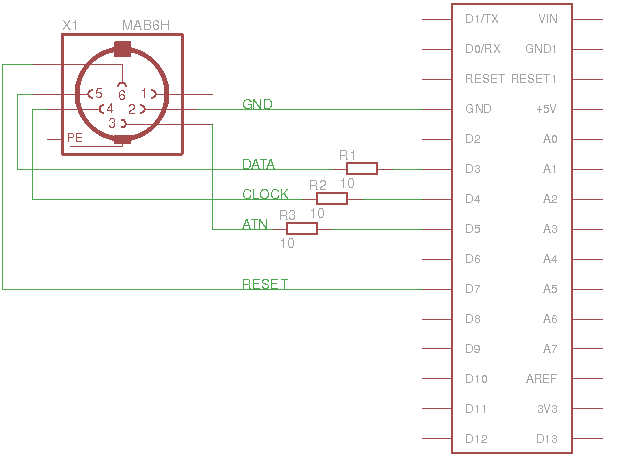 X1 MAB6H
5 6 1
4 2
3
PE
GND
DATA
CLOCK
ATN
RESET
R1
10
R2
10
R3
10
D1/TX VIN
D0/RX GND1
RESET RESET1
GND +5V
D2 A0
D3 A1
D4 A2
D5 A3
D6 A4
D7 A5
D8 A6
D9 A7
D10 AREF
D11 3V3
D12 D13